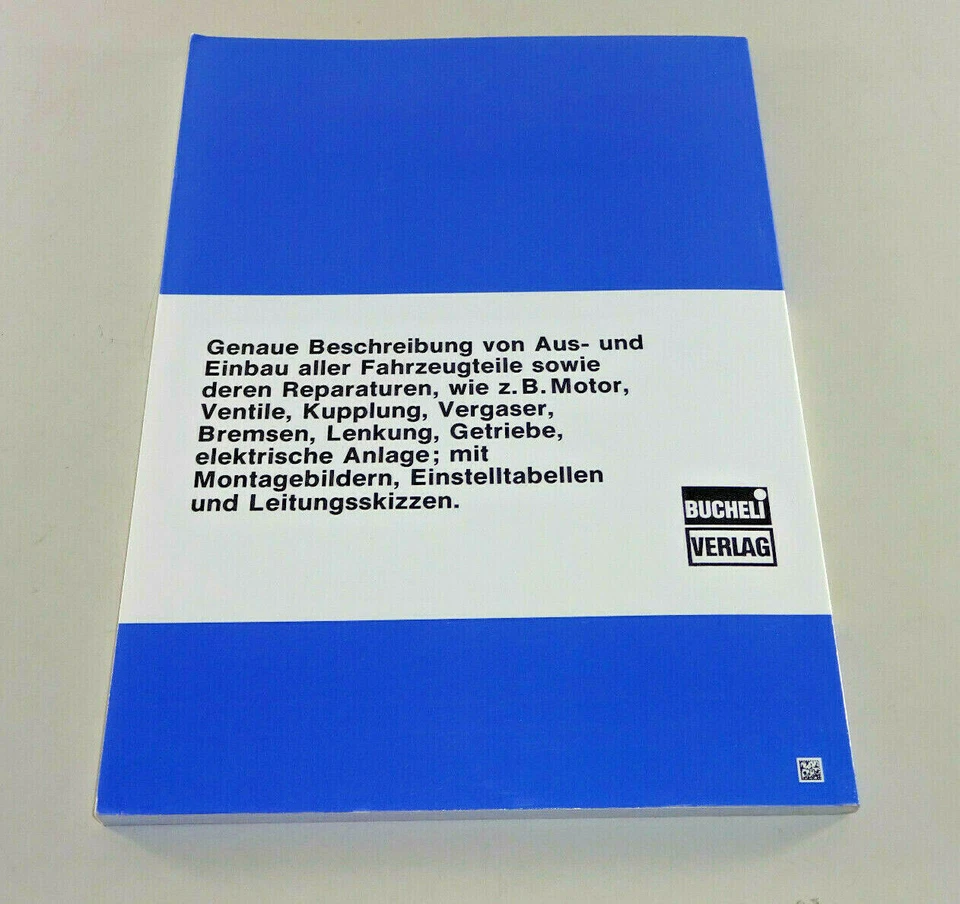 Genaue Beschreibung von Aus- und
Einbau aller Fahrzeugteile sowie
deren Reparaturen, wie z.B. Motor,
Ventile, Kupplung, Vergaser,
Bremsen, Lenkung, Getriebe,
elektrische Anlage; mit
Montagebildern, Einstelltabellen
und Leitungsskizzen.
BUCHELi
VERLAG